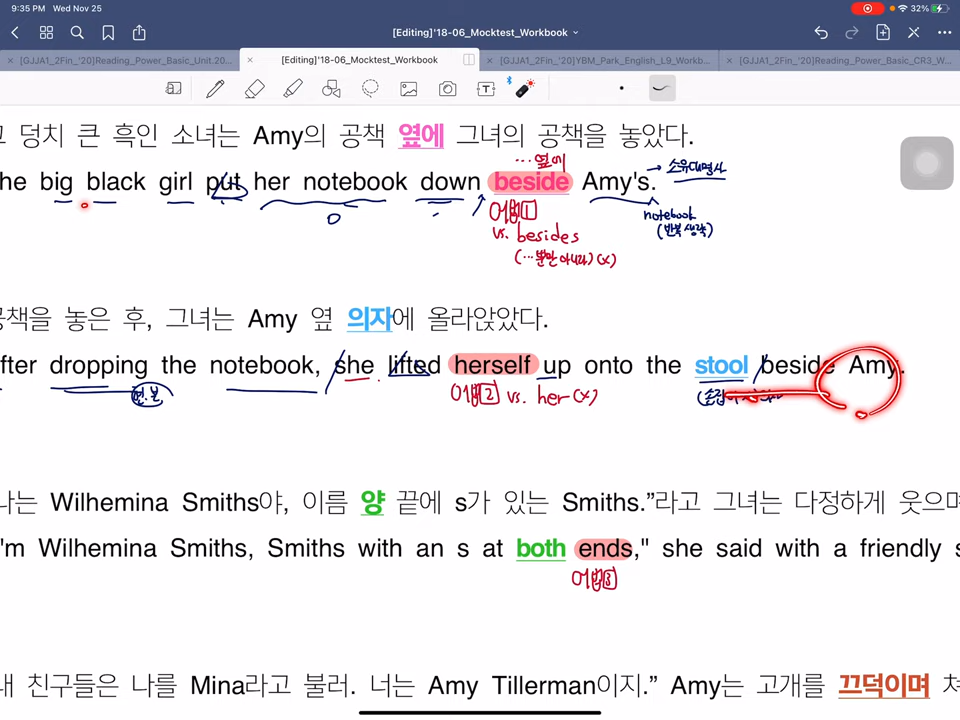 9:35 PM Wed Nov 25
32%
[Editing]'18-06_Mocktest_Workbook
[GJJA1_2Fin_'20]Reading_Power_Basic_Unit.20...
[Editing]'18-06_Mocktest_Workbook
[GJJA1_2Fin_'20]YBM_Park_English_L9_Workb...
[GJJA1_2Fin_'20]Reading_Power_Basic_CR3_W...
덩치 큰 흑인 소녀는 Amy의 공책 옆에 그녀의 공책을 놓았다.
...옆에
→ 소유대명사
he big black girl put her notebook down beside Amy's.
어법1
notebook
vs. besides
(반복 생략)
(...뿐만 아니라) (x)
공책을 놓은 후, 그녀는 Amy 옆 의자에 올라앉았다.
fter dropping the notebook, she lifted herself up onto the stool beside Amy.
현.분
어법2 vs. her (x)
나는 Wilhemina Smiths야, 이름 양 끝에 s가 있는 Smiths.”라고 그녀는 다정하게 웃으며
'm Wilhemina Smiths, Smiths with an s at both ends," she said with a friendly s
어법3
내 친구들은 나를 Mina라고 불러. 너는 Amy Tillerman이지.” Amy는 고개를 끄덕이며 쳐